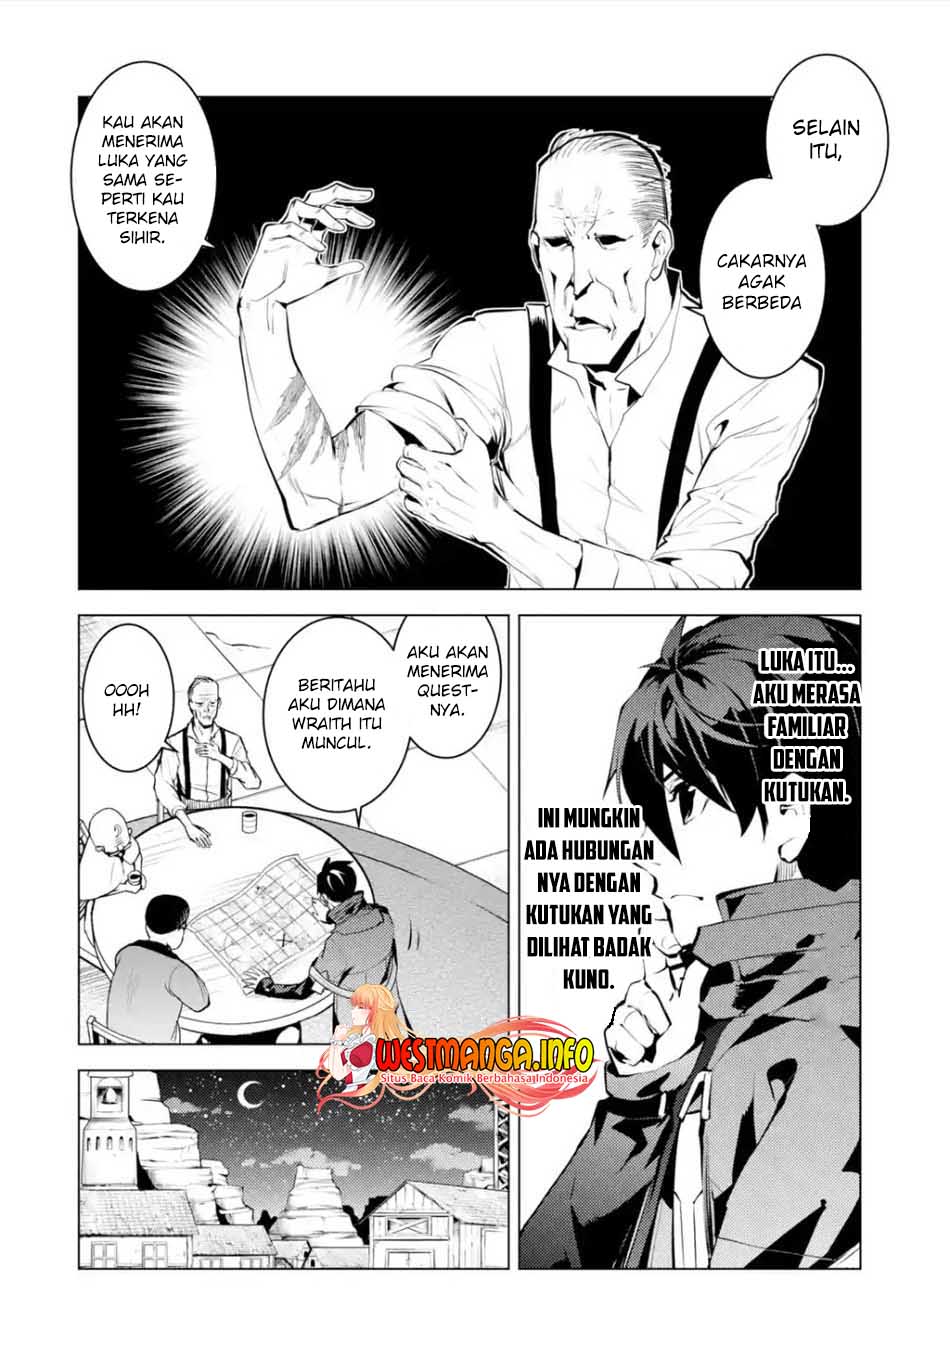 SELAIN
ITU,
CAKARNYA
AGAK
BERBEDA
KAU AKAN
MENERIMA
LUKA YANG
SAMA SE-
PERTI KAU
TERKENA
SIHIR.
LUKA ITU...
AKU MERASA
FAMILIAR
DENGAN
KUTUKAN.
INI MUNGKIN
ADA HUBUNGAN
NYA DENGAN
KUTUKAN YANG
DILIHAT BADAK
KUNO.
AKU AKAN
MENERIMA
QUEST-
NYA.
BERITAHU
AKU DIMANA
WRAITH ITU
MUNCUL.
OOOH
HH!
WESTMANGA.INFO
Situs Baca Komik Berbahasa Indonesia